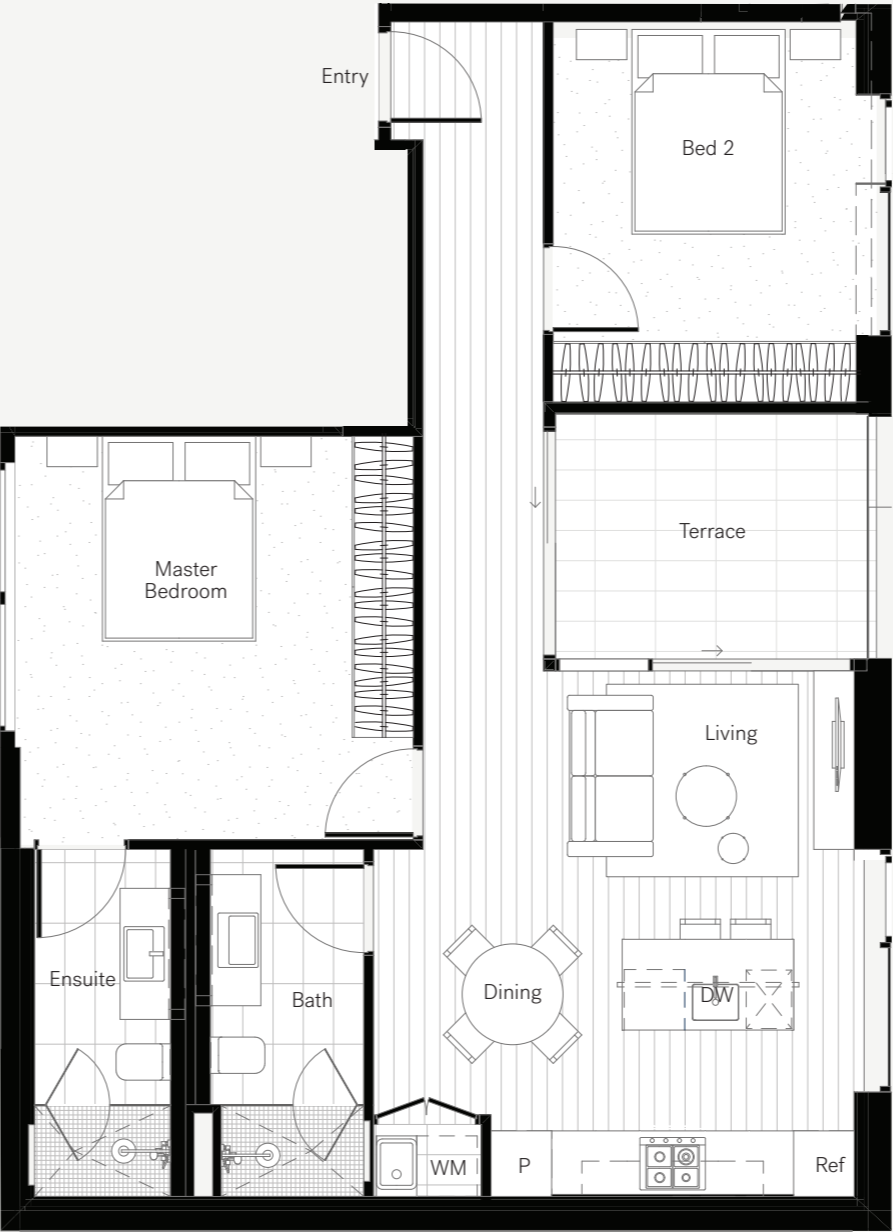 Entry
Bed 2
Terrace
Master
Bedroom
Living
Ensuite
Bath
Dining
DW
WM
P
Ref